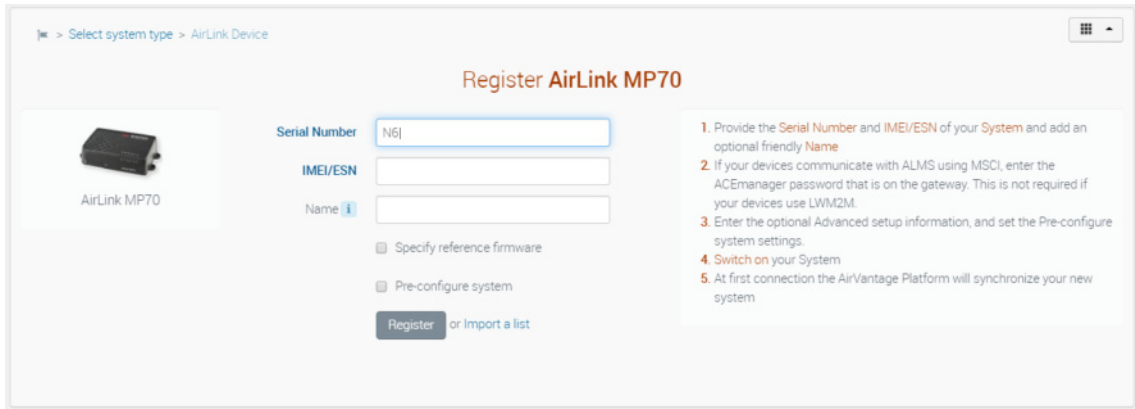 > Select system type > AirLink Device
Register AirLink MP70
AirLink MP70
Serial Number N6
IMEI/ESN
Name i
Specify reference firmware
Pre-configure system
Register or Import a list
1. Provide the Serial Number and IMEI/ESN of your System and add an
optional friendly Name
2. If your devices communicate with ALMS using MSCI, enter the
ACEmanager password that is on the gateway. This is not required if
your devices use LWM2M.
3. Enter the optional Advanced setup information, and set the Pre-configure
system settings.
4. Switch on your System
5. At first connection the AirVantage Platform will synchronize your new
system